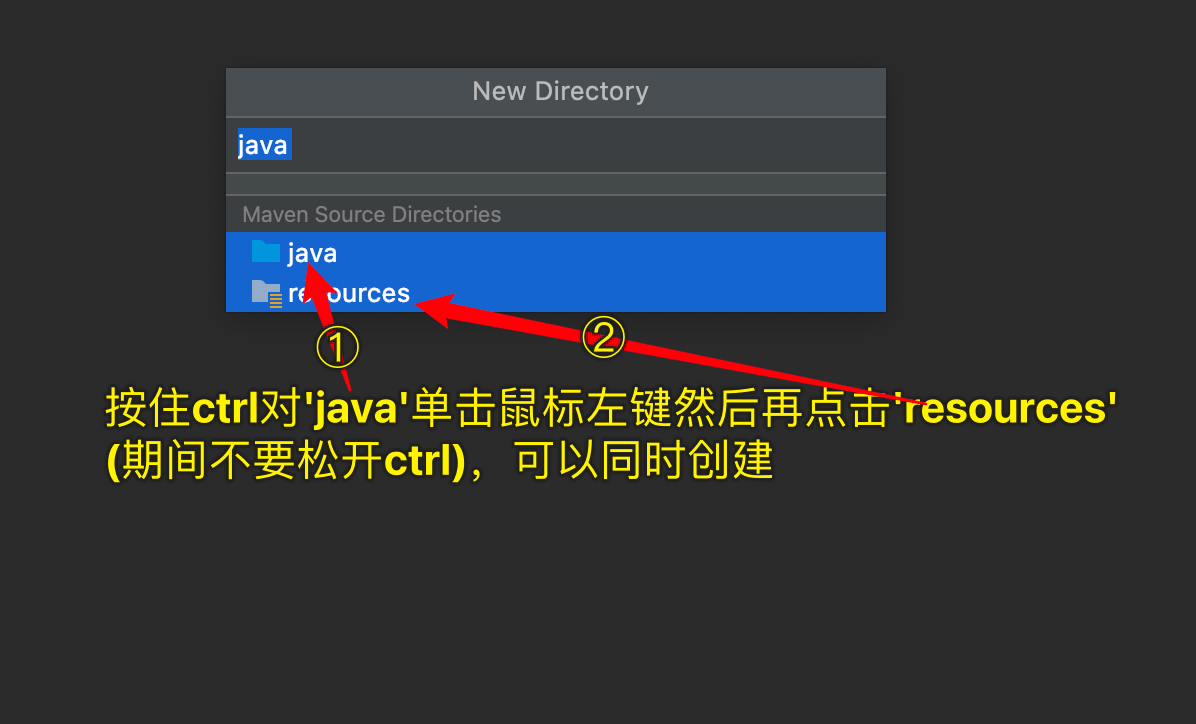 New Directory
java
Maven Source Directories
java
resources
①
②
按住ctrl对'java'单击鼠标左键然后再点击'resources'
(期间不要松开ctrl)，可以同时创建